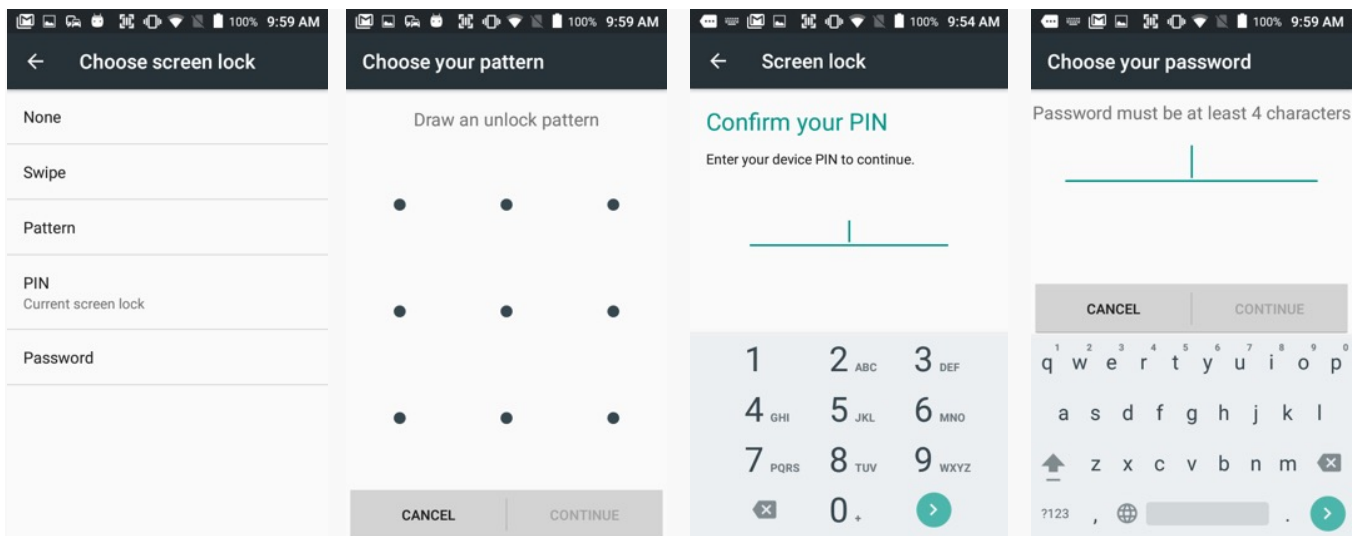 100% 9:59 AM
Choose screen lock
None
Swipe
Pattern
PIN
Current screen lock
Password
100% 9:59 AM
Choose your pattern
Draw an unlock pattern
CANCEL CONTINUE
100% 9:54 AM
Screen lock
Confirm your PIN
Enter your device PIN to continue.
1 2 ABC 3 DEF
4 GHI 5 JKL 6 MNO
7 PQRS 8 TUV 9 WXYZ
0 +
100% 9:59 AM
Choose your password
Password must be at least 4 characters
CANCEL CONTINUE
1 2 3 4 5 6 7 8 9 0
q w e r t y u i o p
a s d f g h j k l
z x c v b n m
?123 , .